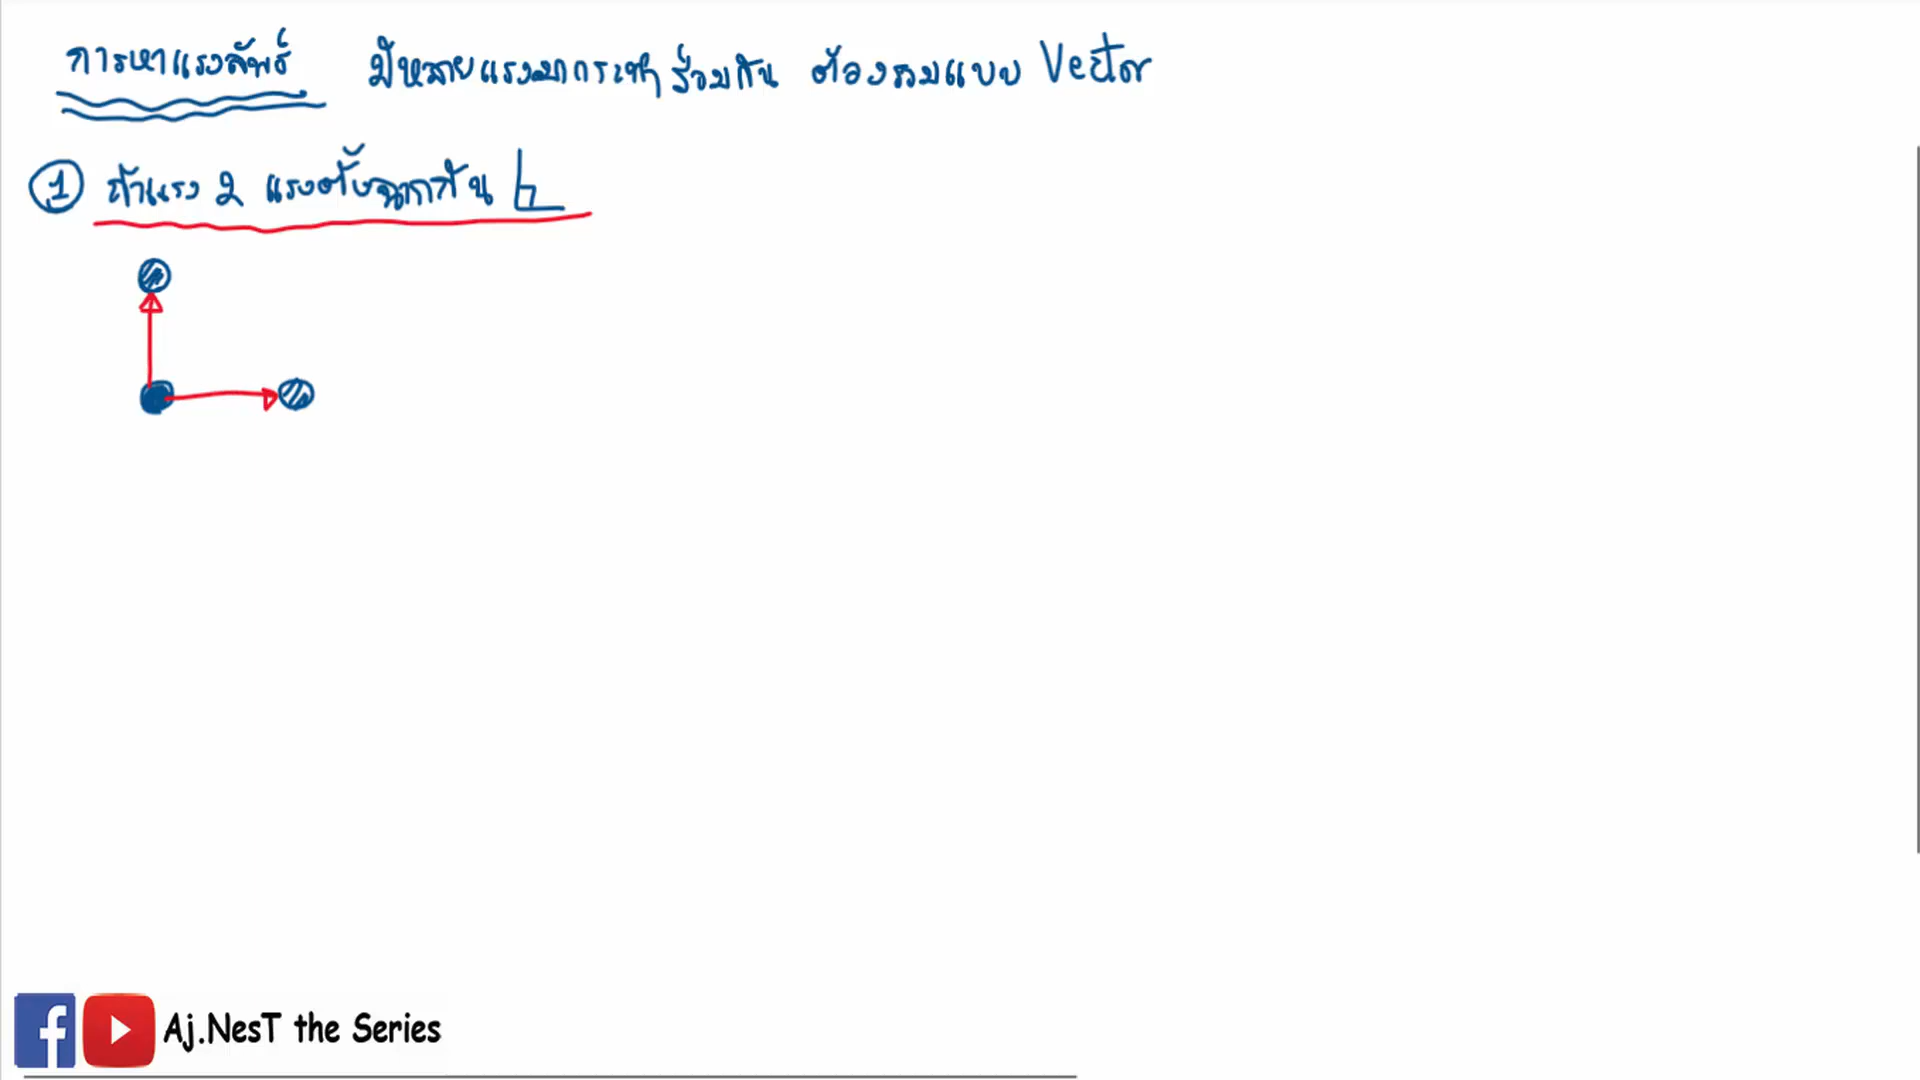 การหาแรงลัพธ์ มีหลายแรงมากระทำร่วมกัน ต้องรวมแบบ Vector
1 ถ้าแรง 2 แรงตั้งฉากกัน
Aj.NesT the Series